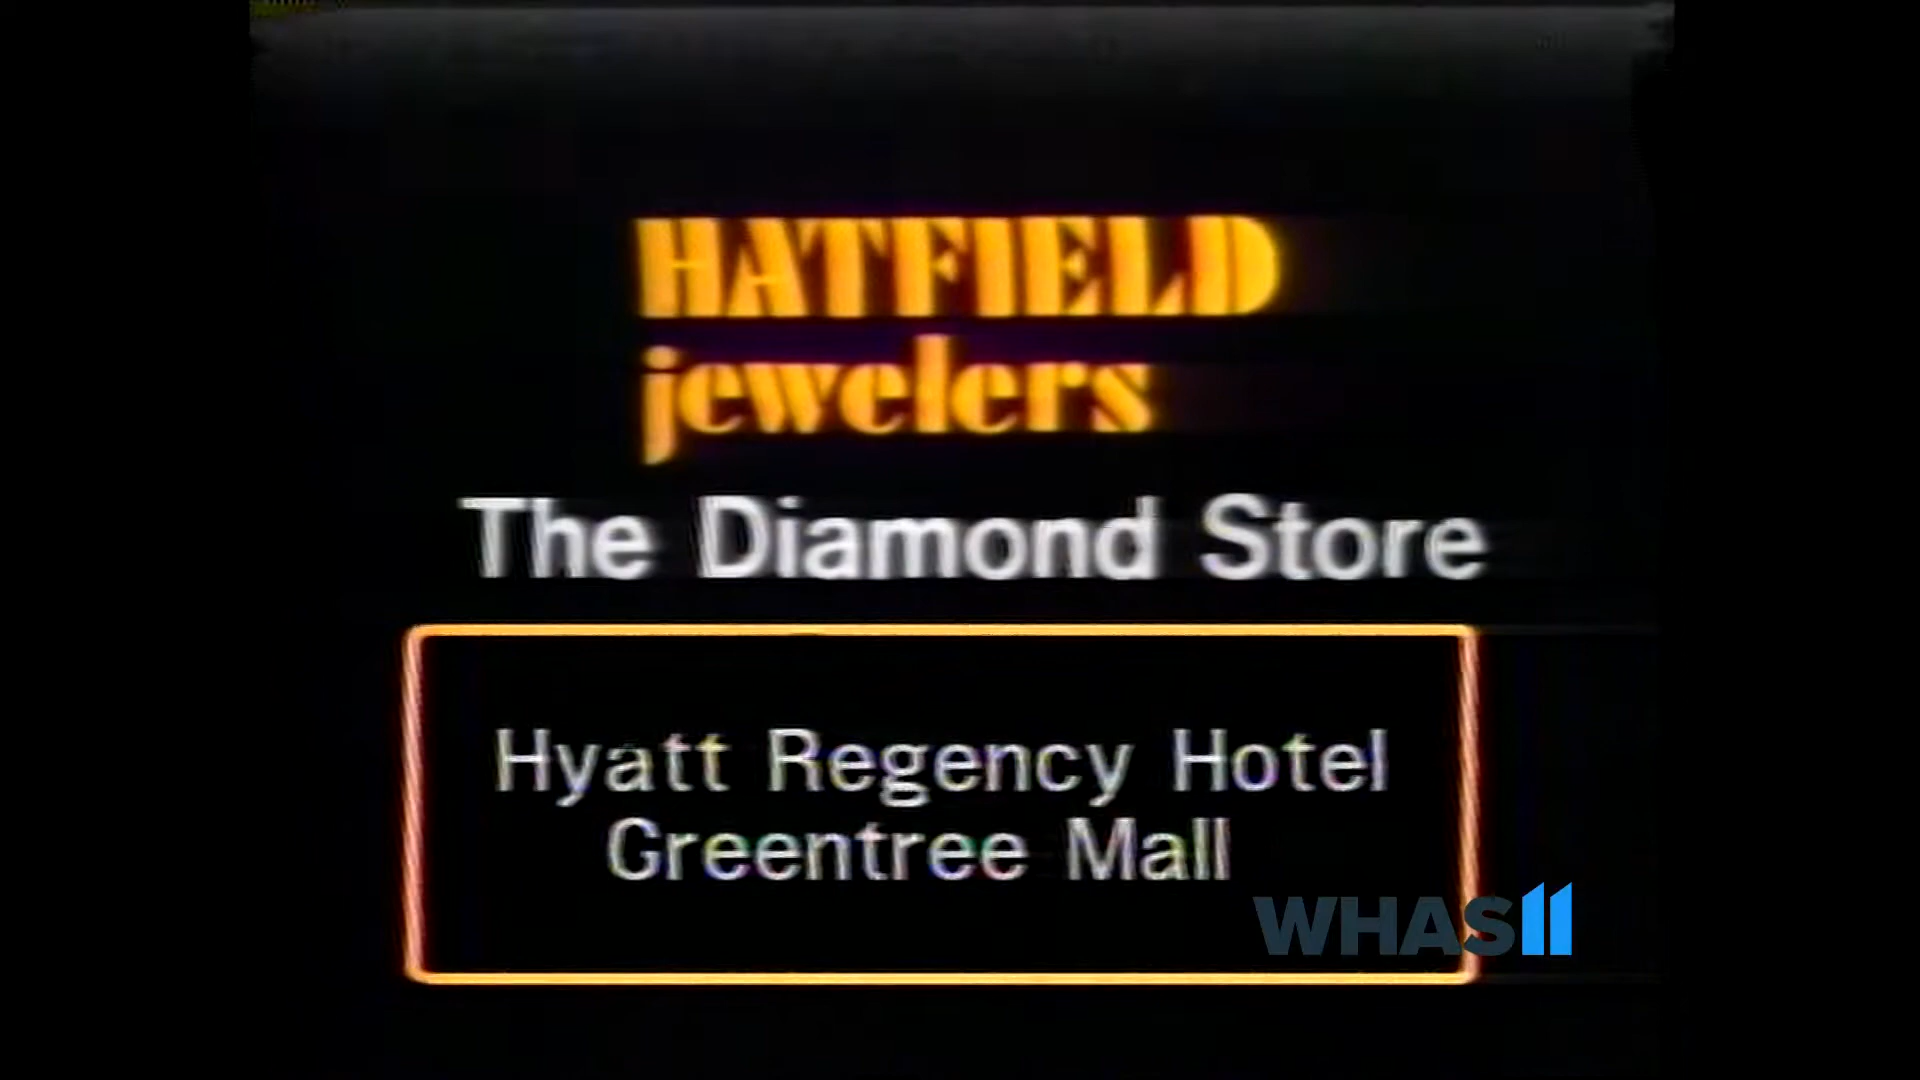 HATFIELD
jewelers
The Diamond Store
Hyatt Regency Hotel
Greentree Mall
WHAS11